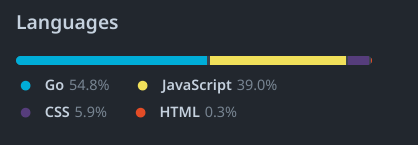 Languages
Go 54.8% JavaScript 39.0%
CSS 5.9% HTML 0.3%